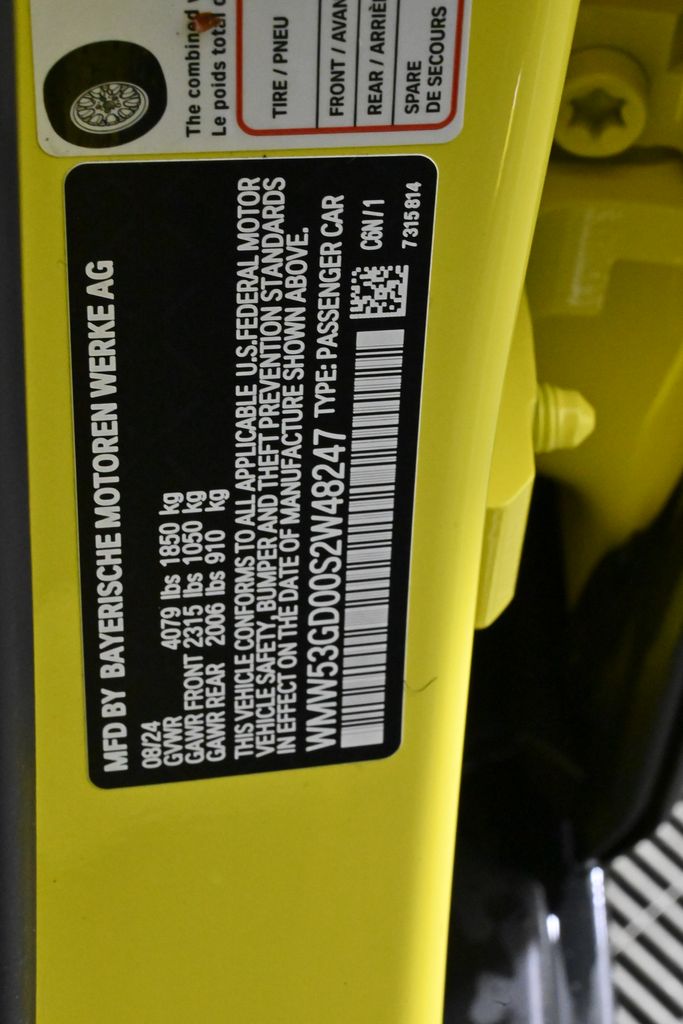 The combined
Le poids total
TIRE / PNEU
FRONT / AVAN
REAR / ARRIÈ
SPARE
DE SECOURS
MFD BY BAYERISCHE MOTOREN WERKE AG
08/24
GVWR 4079 lbs 1850 kg
GAWR FRONT 2315 lbs 1050 kg
GAWR REAR 2006 lbs 910 kg
THIS VEHICLE CONFORMS TO ALL APPLICABLE U.S.FEDERAL MOTOR
VEHICLE SAFETY, BUMPER AND THEFT PREVENTION STANDARDS
IN EFFECT ON THE DATE OF MANUFACTURE SHOWN ABOVE.
WMW53GD00S2W48247 TYPE: PASSENGER CAR
C6N / 1
7315814